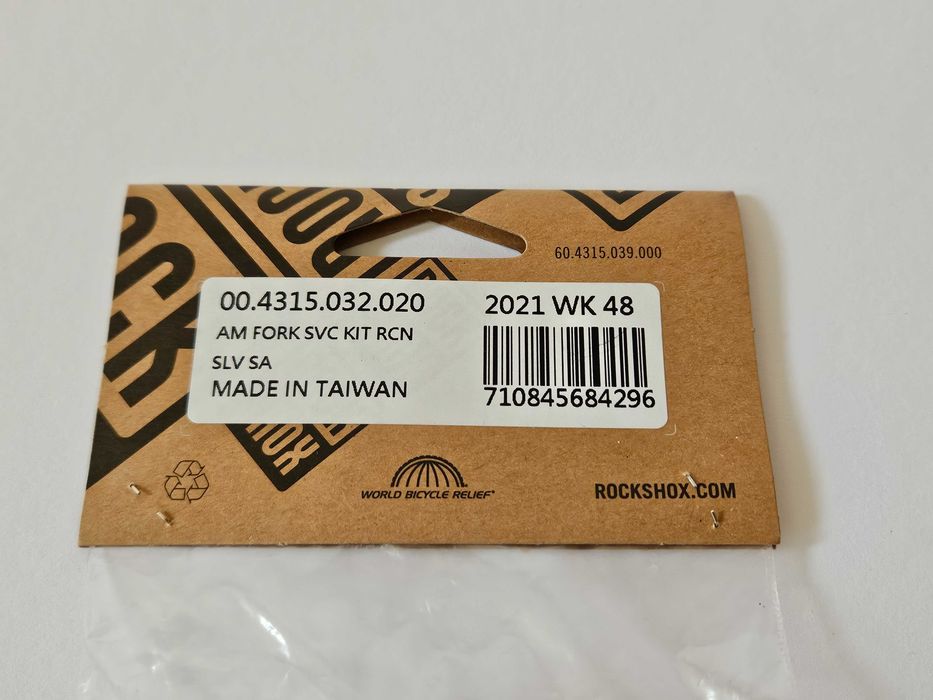 60.4315.039.000
00.4315.032.020
2021 WK 48
AM FORK SVC KIT RCN
SLV SA
MADE IN TAIWAN
710845684296
WORLD BICYCLE RELIEF®
ROCKSHOX.COM